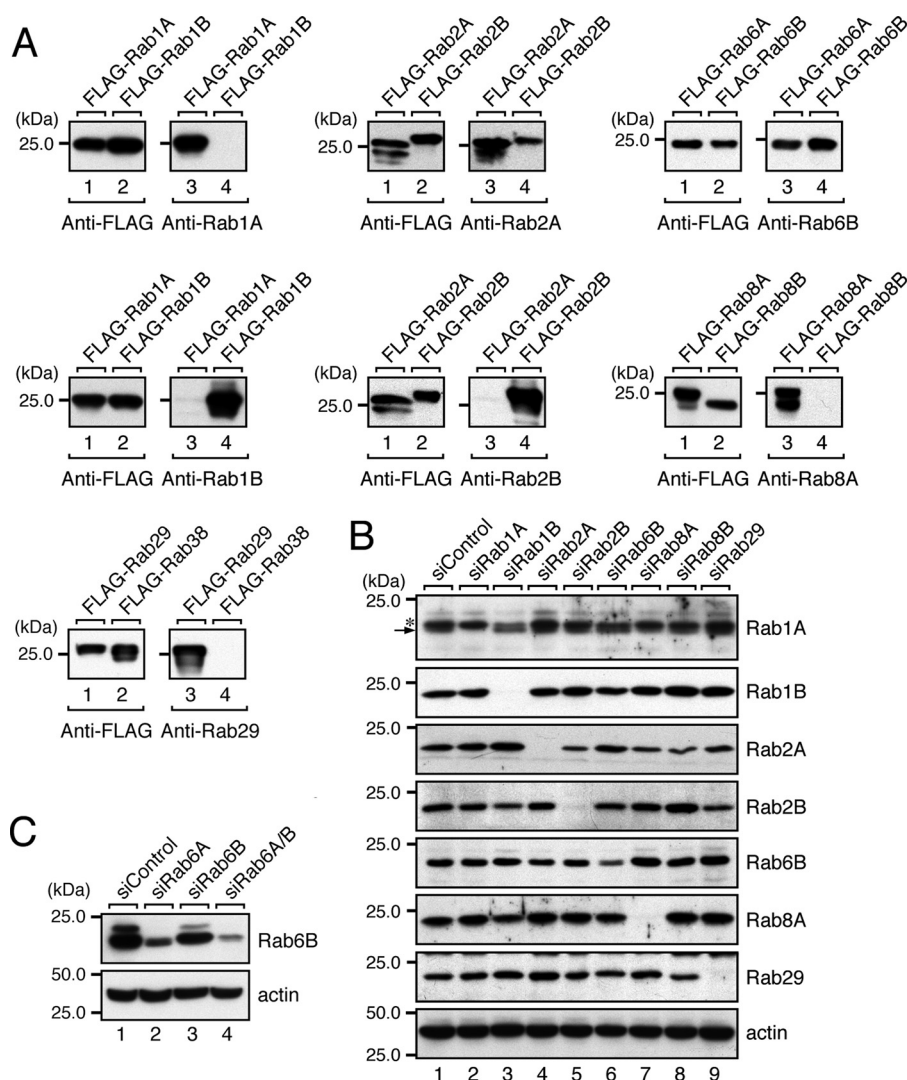 A
FLAG-Rab1A
FLAG-Rab1B
FLAG-Rab1A
FLAG-Rab1B
(kDa)
25.0
1 2 3 4
Anti-FLAG Anti-Rab1A
FLAG-Rab2A
FLAG-Rab2B
FLAG-Rab2A
FLAG-Rab2B
(kDa)
25.0
1 2 3 4
Anti-FLAG Anti-Rab2A
FLAG-Rab6A
FLAG-Rab6B
FLAG-Rab6A
FLAG-Rab6B
(kDa)
25.0
1 2 3 4
Anti-FLAG Anti-Rab6B
FLAG-Rab1A
FLAG-Rab1B
FLAG-Rab1A
FLAG-Rab1B
(kDa)
25.0
1 2 3 4
Anti-FLAG Anti-Rab1B
FLAG-Rab2A
FLAG-Rab2B
FLAG-Rab2A
FLAG-Rab2B
(kDa)
25.0
1 2 3 4
Anti-FLAG Anti-Rab2B
FLAG-Rab8A
FLAG-Rab8B
FLAG-Rab8A
FLAG-Rab8B
(kDa)
25.0
1 2 3 4
Anti-FLAG Anti-Rab8A
FLAG-Rab29
FLAG-Rab38
FLAG-Rab29
FLAG-Rab38
(kDa)
25.0
1 2 3 4
Anti-FLAG Anti-Rab29
B
siControl
siRab1A
siRab1B
siRab2A
siRab2B
siRab6B
siRab8A
siRab8B
siRab29
(kDa)
25.0
* Rab1A
25.0
Rab1B
25.0
Rab2A
25.0
Rab2B
25.0
Rab6B
25.0
Rab8A
25.0
Rab29
50.0
actin
25.0
1 2 3 4 5 6 7 8 9
C
siControl
siRab6A
siRab6B
siRab6A/B
(kDa)
25.0
Rab6B
50.0
actin
25.0
1 2 3 4